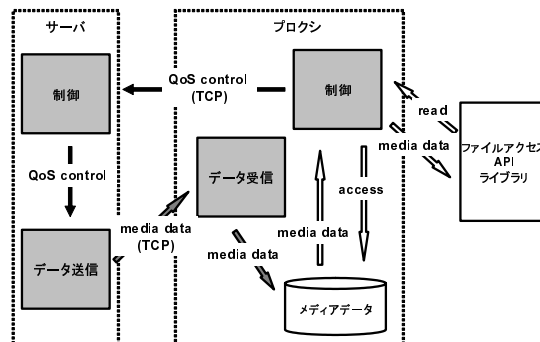 サーバ
プロクシ
制御
QoS control
(TCP)
制御
read
media data
ファイルアクセス
API
ライブラリ
QoS control
データ受信
access
media data
(TCP)
media data
media data
データ送信
メディアデータ